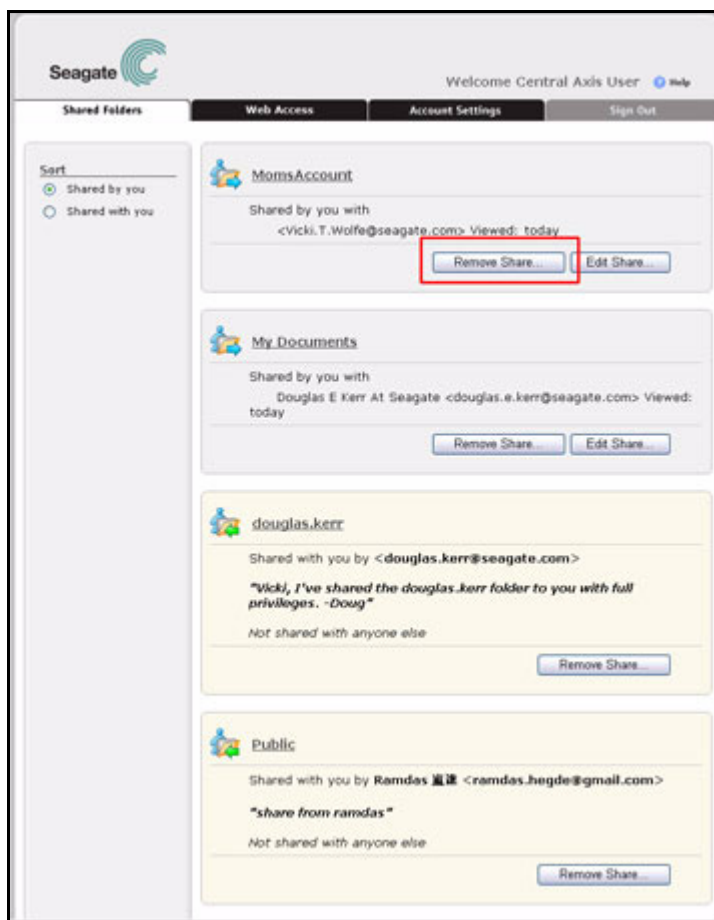 Seagate
Welcome Central Axis User ? Help
Shared Folders Web Access Account Settings Sign Out
Sort
Shared by you
Shared with you
MomsAccount
Shared by you with
<Vicki.T.Wolfe@seagate.com> Viewed: today
Remove Share... Edit Share...
My Documents
Shared by you with
Douglas E Kerr At Seagate <douglas.e.kerr@seagate.com> Viewed:
today
Remove Share... Edit Share...
douglas.kerr
Shared with you by <douglas.kerr@seagate.com>
"Vicki, I've shared the douglas.kerr folder to you with full
privileges. -Doug"
Not shared with anyone else
Remove Share...
Public
Shared with you by Ramdas <ramdas.hegde@gmail.com>
"share from ramdas"
Not shared with anyone else
Remove Share...